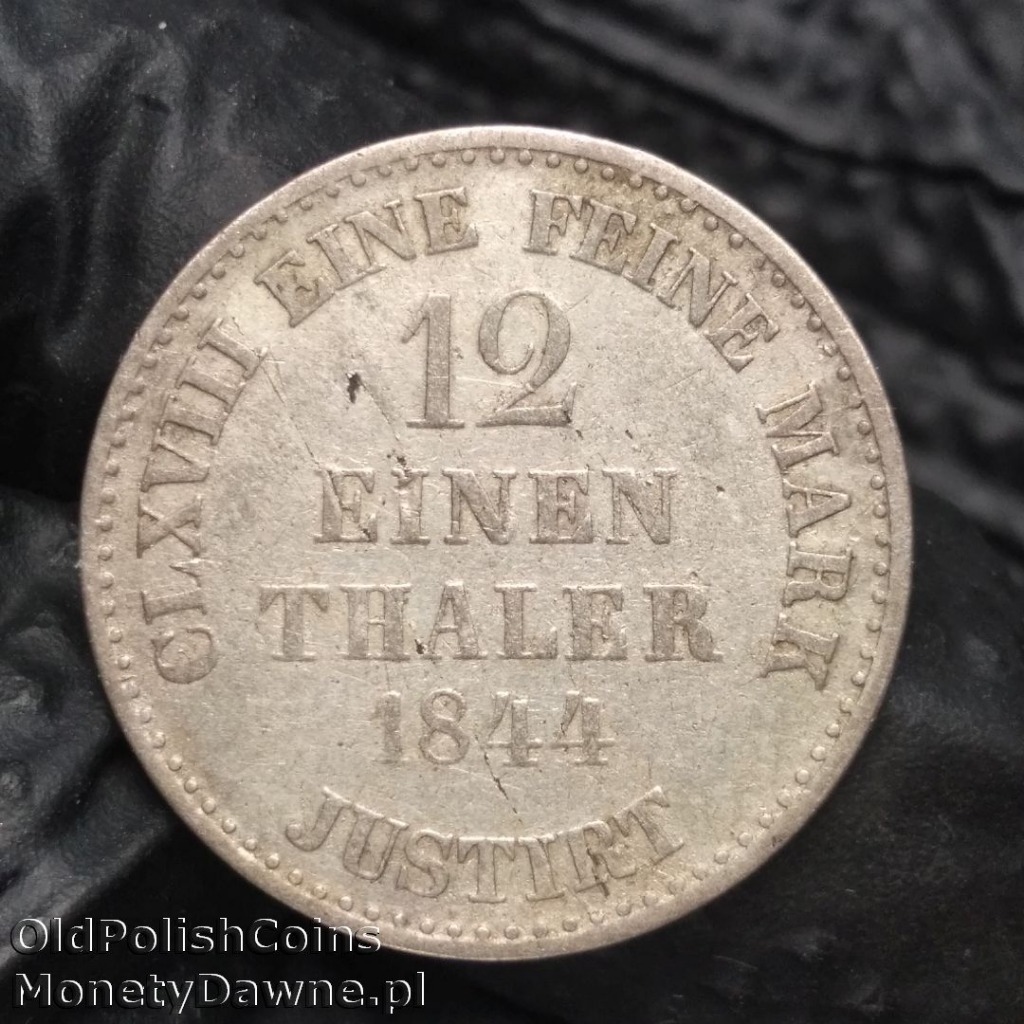 CLXVIII EINE FEINE MARK
12
EINEN
THALER
1844
JUSTIRT
OldPolishCoins
MonetyDawne.pl